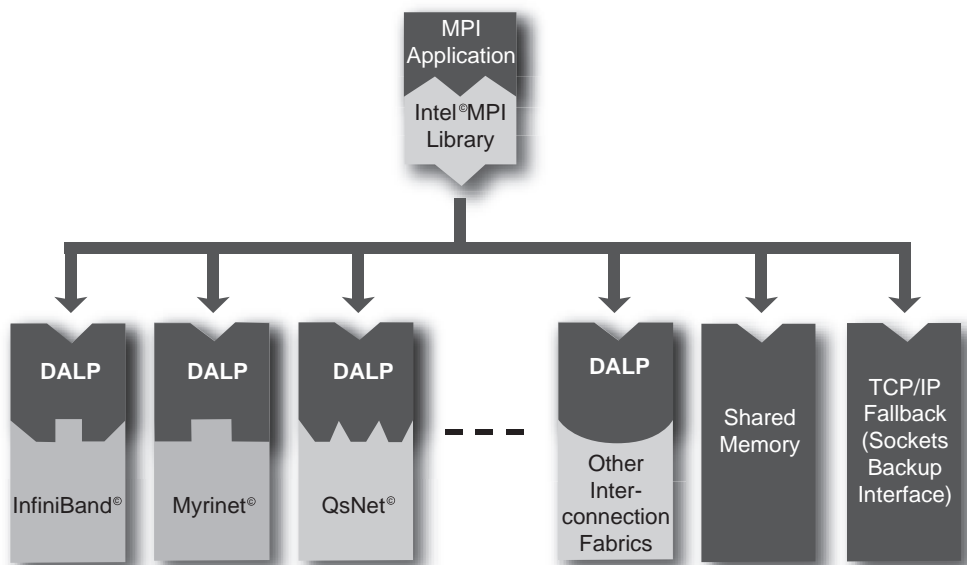 MPI
Application
Intel©MPI
Library
DALP
InfiniBand©
DALP
Myrinet©
DALP
QsNet©
DALP
Other
Inter-
connection
Fabrics
Shared
Memory
TCP/IP
Fallback
(Sockets
Backup
Interface)